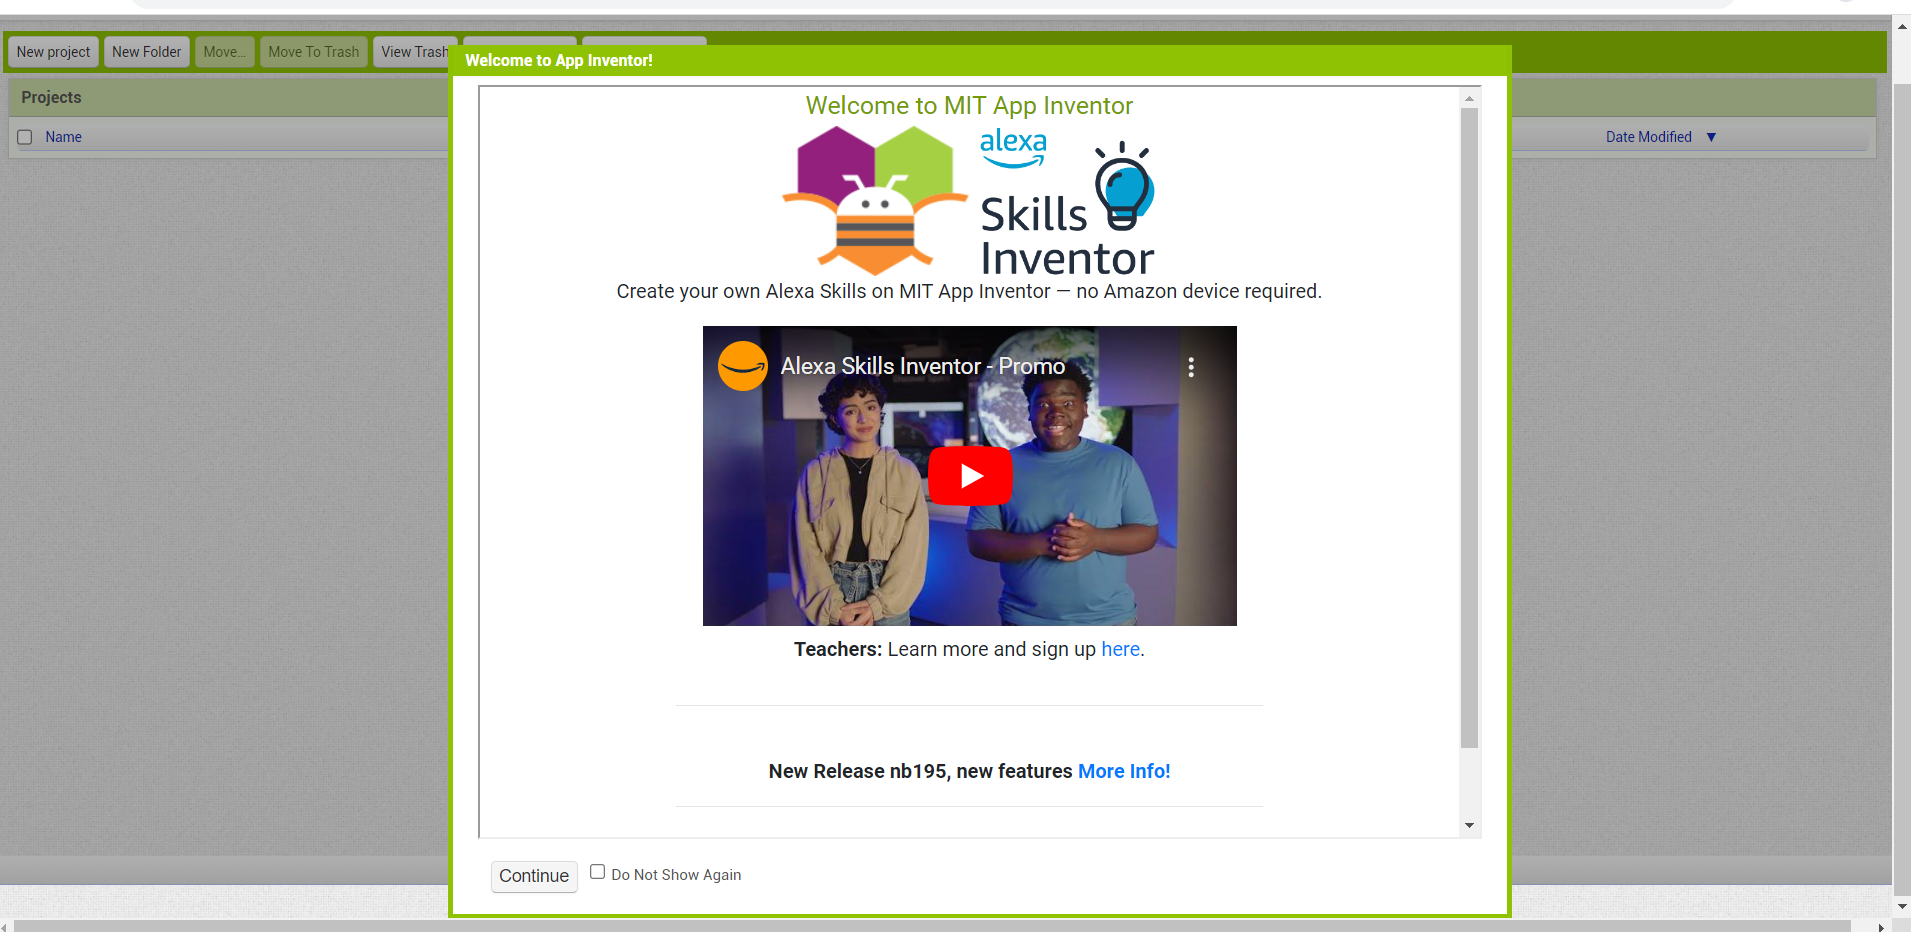 New project
New Folder
Move...
Move To Trash
View Trash
Welcome to App Inventor!
Projects
Name
Date Modified ▼
Welcome to MIT App Inventor
alexa
Skills
Inventor
Create your own Alexa Skills on MIT App Inventor — no Amazon device required.
Alexa Skills Inventor - Promo
Teachers: Learn more and sign up here.
New Release nb195, new features More Info!
Continue
Do Not Show Again